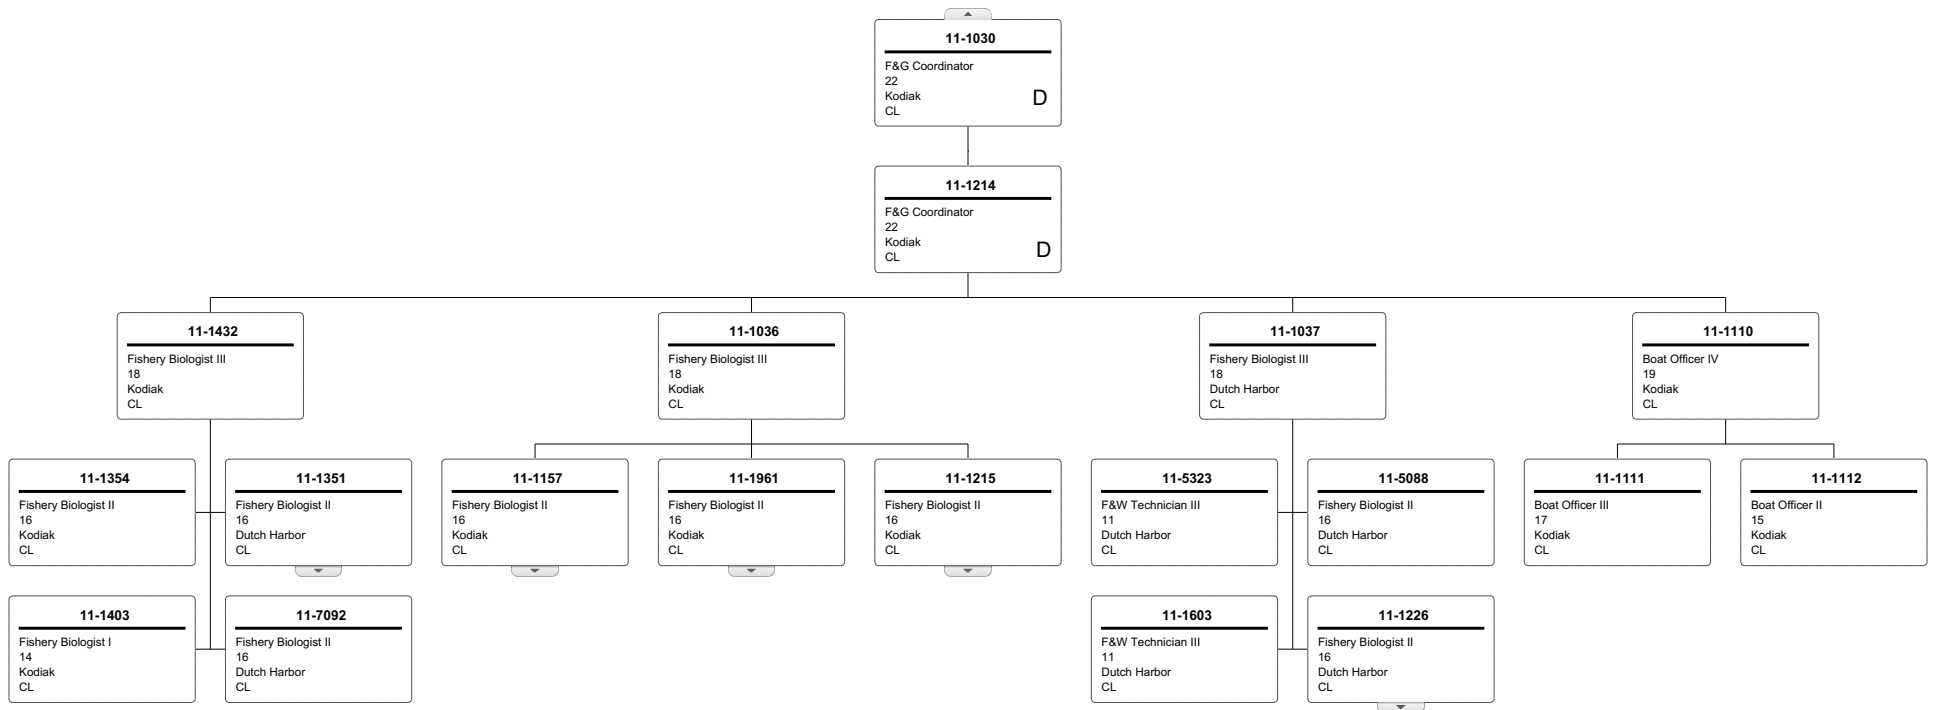 11-1030
F&G Coordinator
22
Kodiak
CL
D
11-1214
F&G Coordinator
22
Kodiak
CL
D
11-1432
Fishery Biologist III
18
Kodiak
CL
11-1036
Fishery Biologist III
18
Kodiak
CL
11-1037
Fishery Biologist III
18
Dutch Harbor
CL
11-1110
Boat Officer IV
19
Kodiak
CL
11-1354
Fishery Biologist II
16
Kodiak
CL
11-1351
Fishery Biologist II
16
Dutch Harbor
CL
11-1157
Fishery Biologist II
16
Kodiak
CL
11-1961
Fishery Biologist II
16
Kodiak
CL
11-1215
Fishery Biologist II
16
Kodiak
CL
11-5323
F&W Technician III
11
Dutch Harbor
CL
11-5088
Fishery Biologist II
16
Dutch Harbor
CL
11-1111
Boat Officer III
17
Kodiak
CL
11-1112
Boat Officer II
15
Kodiak
CL
11-1403
Fishery Biologist I
14
Kodiak
CL
11-7092
Fishery Biologist II
16
Dutch Harbor
CL
11-1603
F&W Technician III
11
Dutch Harbor
CL
11-1226
Fishery Biologist II
16
Dutch Harbor
CL